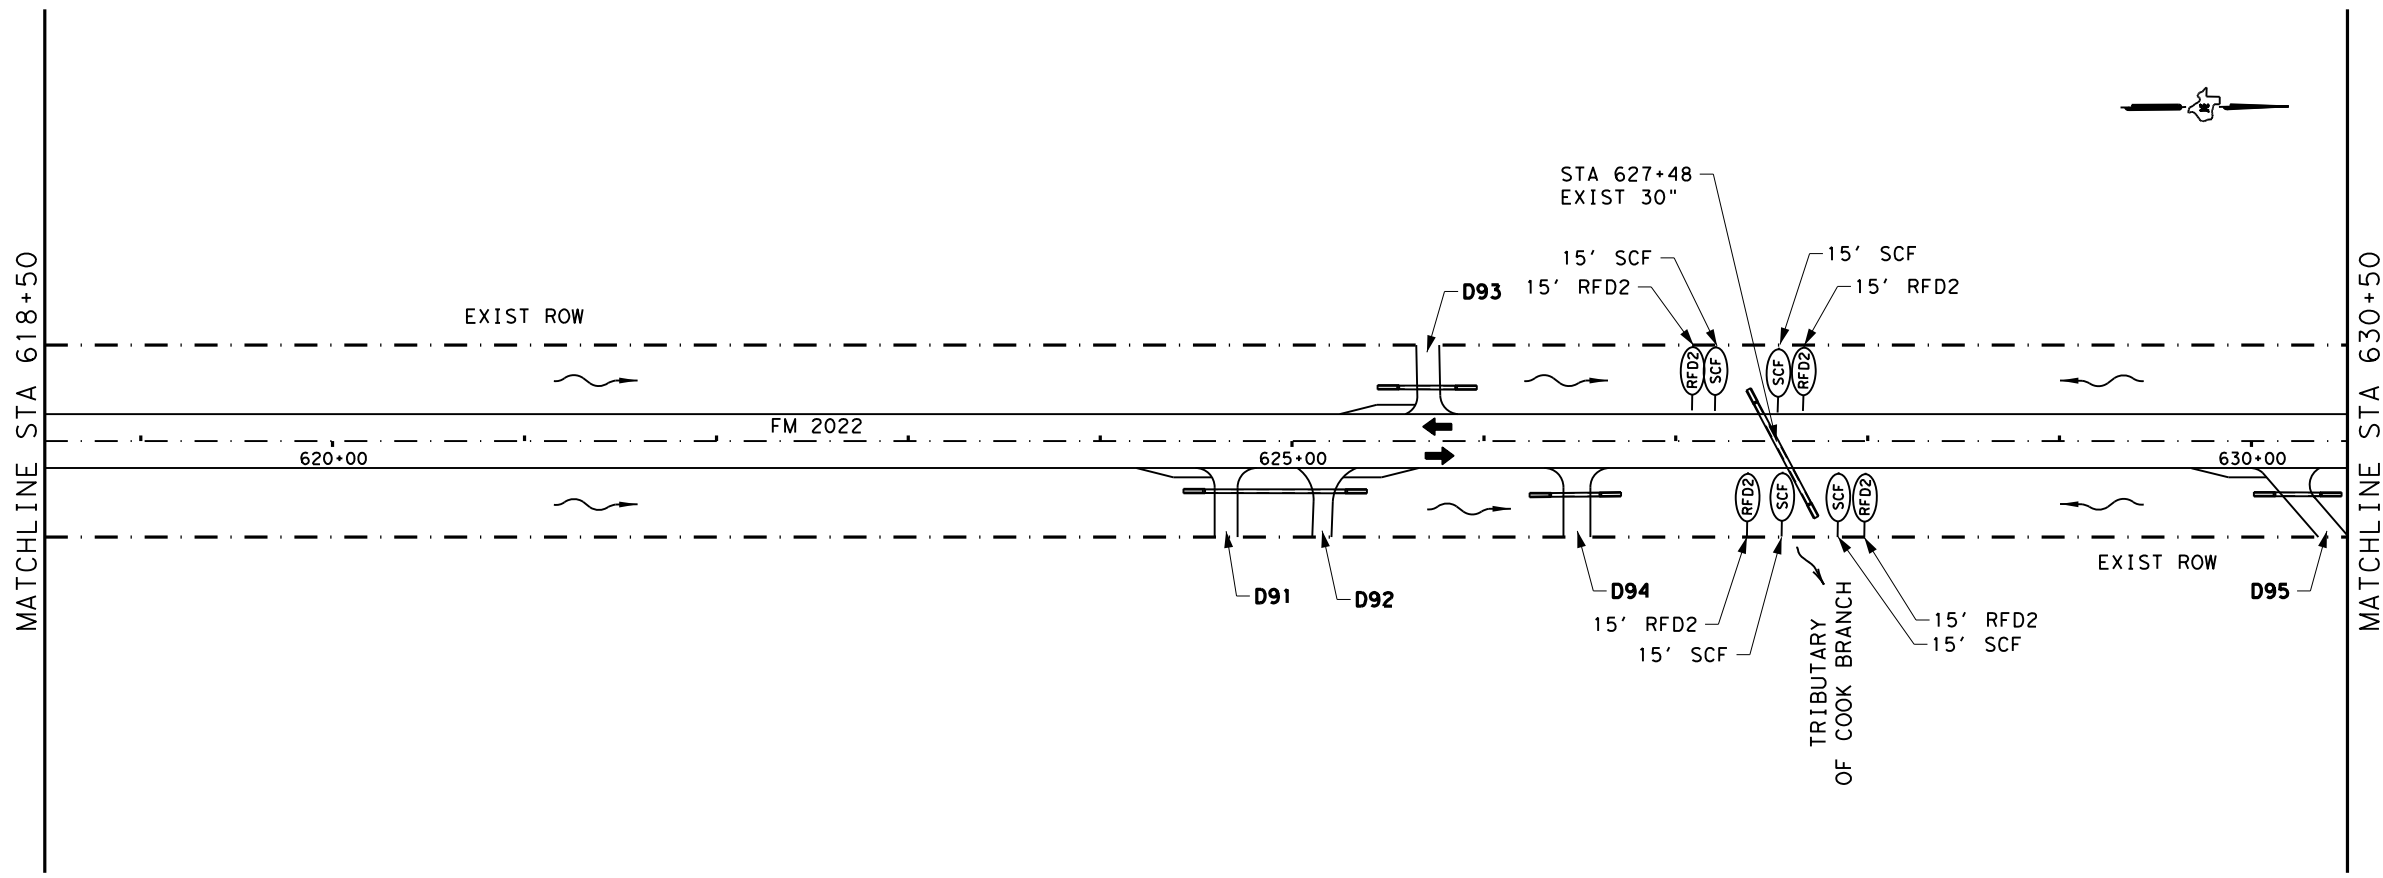 STA 627+48
EXIST 30"
15' SCF
15' SCF
D93
15' RFD2
15' RFD2
EXIST ROW
RFD2
SCF
SCF
RFD2
MATCHLINE STA 618+50
MATCHLINE STA 630+50
FM 2022
620+00
625+00
630+00
RFD2
SCF
SCF
RFD2
EXIST ROW
D91
D92
D94
D95
15' RFD2
15' RFD2
15' SCF
15' SCF
TRIBUTARY
OF COOK BRANCH